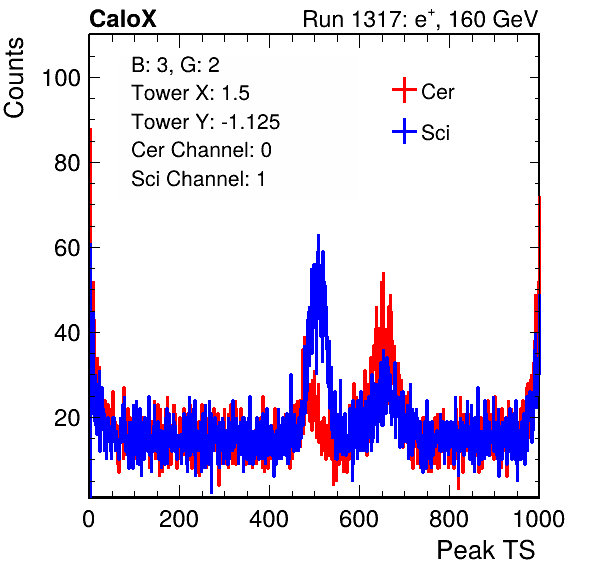 CaloX Run 1317: e+, 160 GeV
Counts
B: 3, G: 2
Tower X: 1.5
Tower Y: -1.125
Cer Channel: 0
Sci Channel: 1
Cer
Sci
100
80
60
40
20
0 200 400 600 800 1000
Peak TS